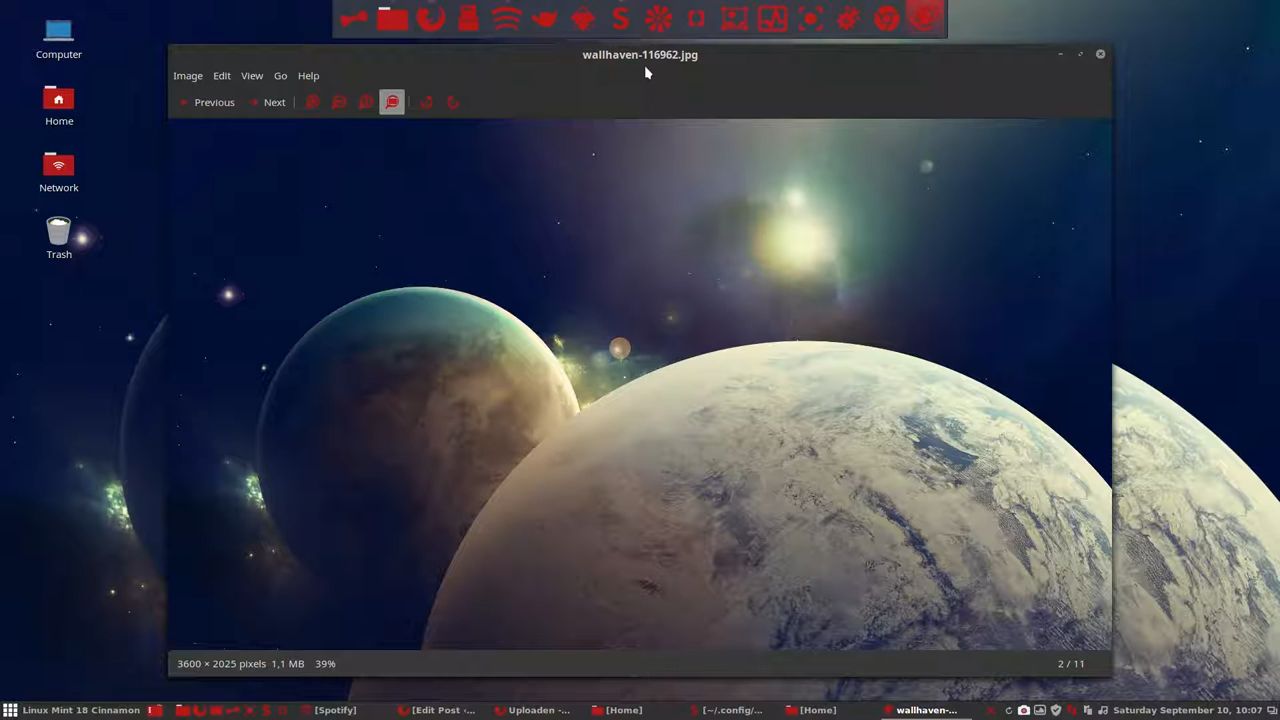 Computer
Home
Network
Trash
wallhaven-116962.jpg
Image Edit View Go Help
Previous Next
3600 × 2025 pixels 1,1 MB 39%
2 / 11
Linux Mint 18 Cinnamon
[Spotify]
[Edit Post -...
Uploaden -...
[Home]
[~/.config/...
[Home]
wallhaven-...
Saturday September 10, 10:07